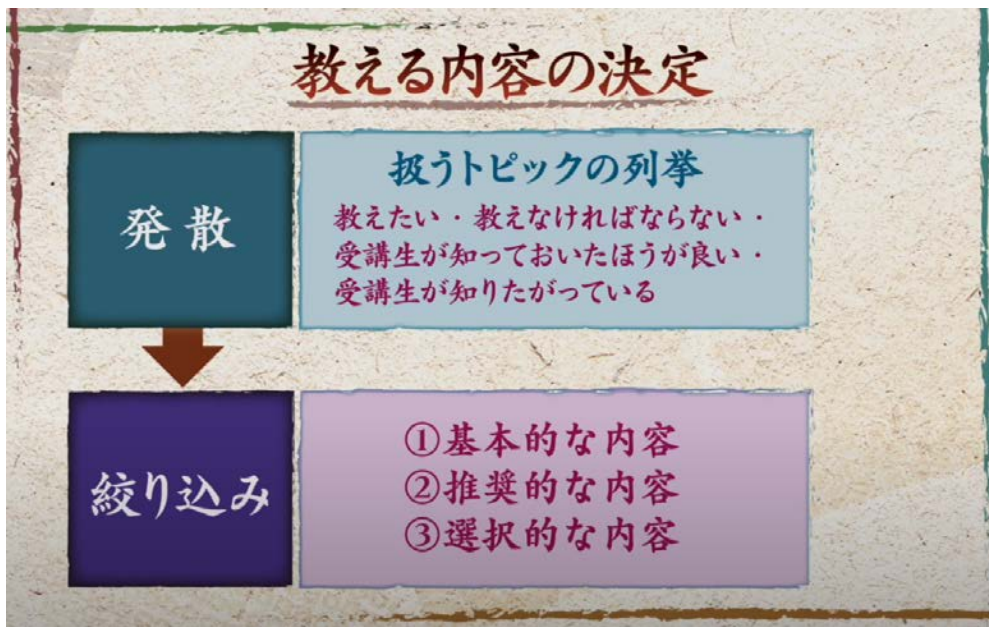 教える内容の決定
発散
扱うトピックの列挙
教えたい・教えなければならない・
受講生が知っておいたほうが良い・
受講生が知りたがっている
絞り込み
①基本的な内容
②推奨的な内容
③選択的な内容